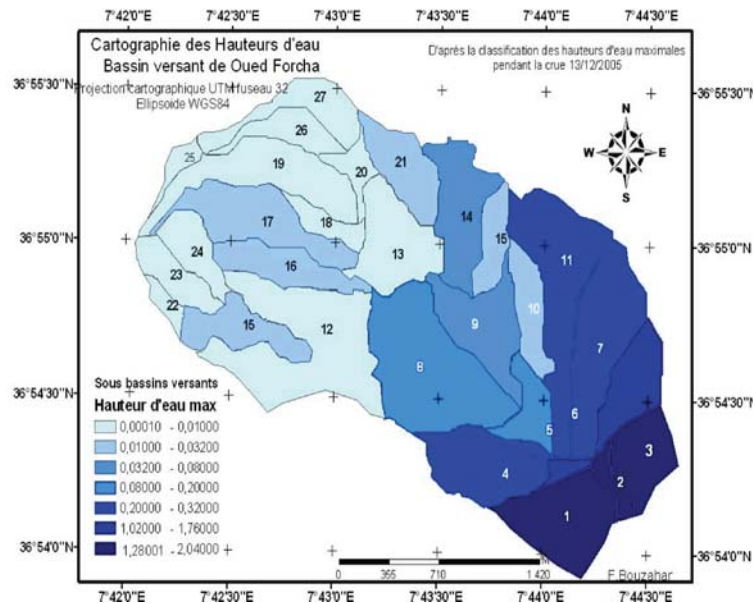 7°42'0"E 7°42'30"E 7°43'0"E 7°43'30"E 7°44'0"E 7°44'30"E
Cartographie des Hauteurs d'eau
Bassin versant de Oued Forcha
Projection cartographique UTM fuseau 32
Ellipsoide WGS84
D'après la classification des hauteurs d'eau maximales
pendant la crue 13/12/2005
36°55'30"N
36°55'30"N
N
W E
S
27
26
25
19
20
21
14
15
18
17
13
24
16
23
22
15
12
11
10
9
8
7
6
5
4
3
2
1
36°55'0"N
36°55'0"N
36°54'30"N
36°54'30"N
36°54'0"N
36°54'0"N
Sous bassins versants
Hauteur d'eau max
0,00010 - 0,01000
0,01000 - 0,03200
0,03200 - 0,08000
0,08000 - 0,20000
0,20000 - 0,32000
1,02000 - 1,76000
1,28001 - 2,04000
0 355 710 1 420
F.Bouzahar
7°42'0"E 7°42'30"E 7°43'0"E 7°43'30"E 7°44'0"E 7°44'30"E